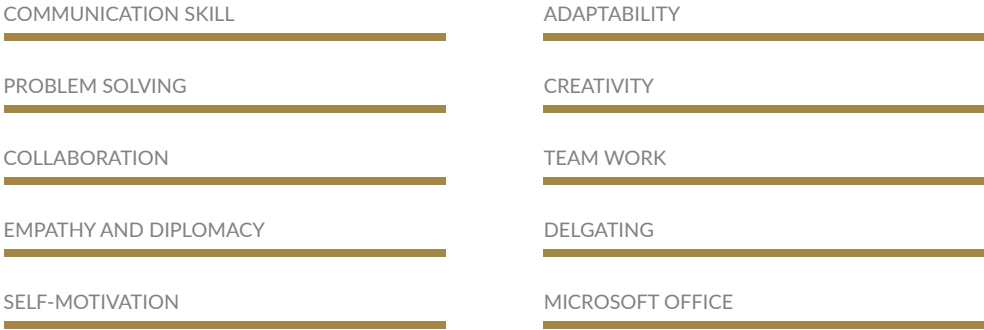 COMMUNICATION SKILL
ADAPTABILITY
PROBLEM SOLVING
CREATIVITY
COLLABORATION
TEAM WORK
EMPATHY AND DIPLOMACY
DELGATING
SELF-MOTIVATION
MICROSOFT OFFICE